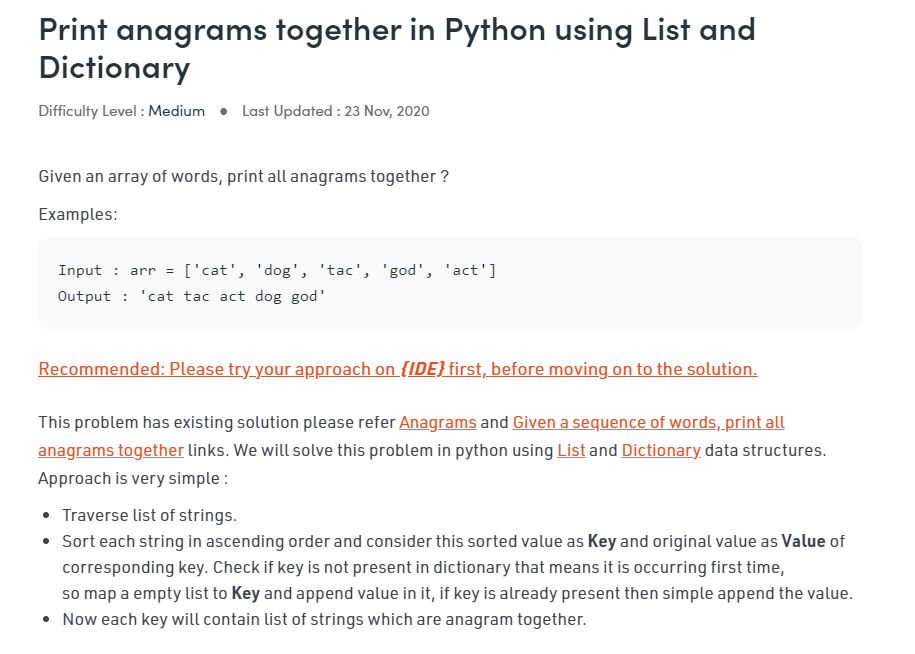 Print anagrams together in Python using List and
Dictionary
Difficulty Level : Medium ● Last Updated : 23 Nov, 2020
Given an array of words, print all anagrams together ?
Examples:
Input : arr = ['cat', 'dog', 'tac', 'god', 'act']
Output : 'cat tac act dog god'
Recommended: Please try your approach on {IDE} first, before moving on to the solution.
This problem has existing solution please refer Anagrams and Given a sequence of words, print all
anagrams together links. We will solve this problem in python using List and Dictionary data structures.
Approach is very simple :
• Traverse list of strings.
• Sort each string in ascending order and consider this sorted value as Key and original value as Value of
corresponding key. Check if key is not present in dictionary that means it is occurring first time,
so map a empty list to Key and append value in it, if key is already present then simple append the value.
• Now each key will contain list of strings which are anagram together.